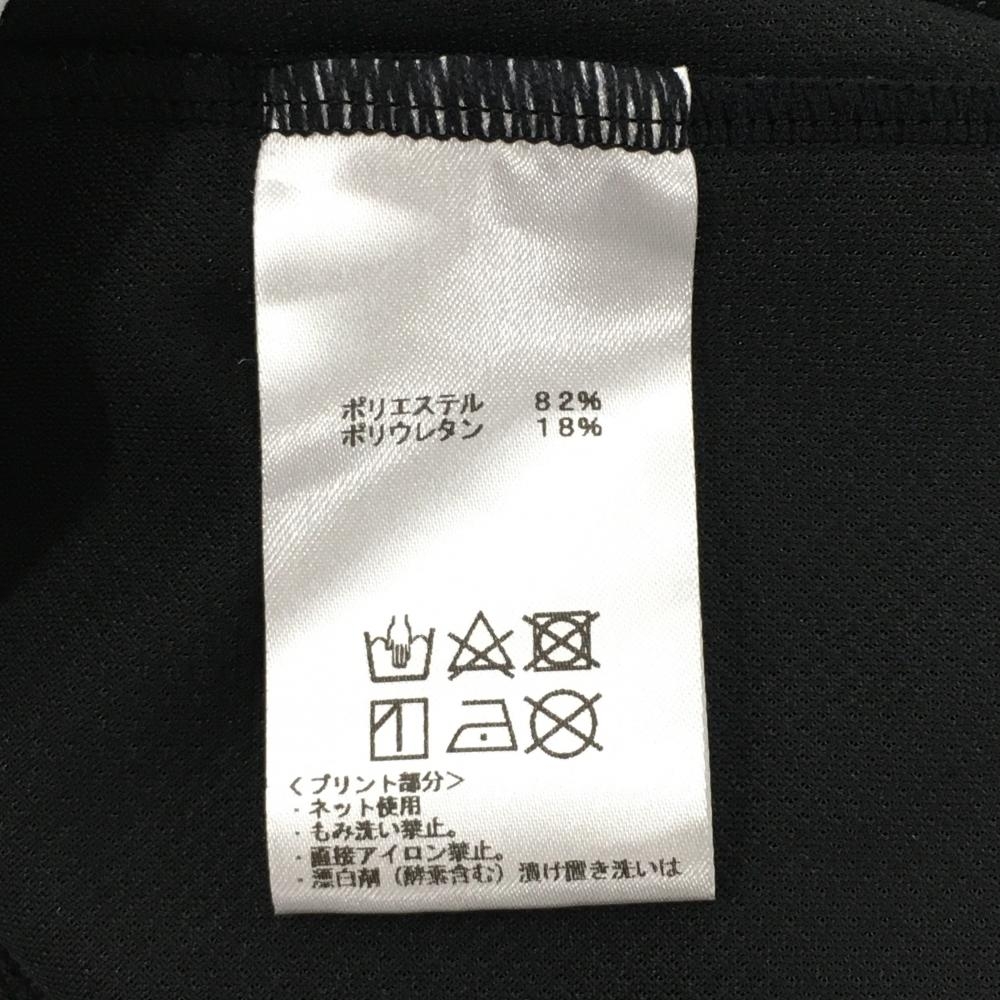 ポリエステル　８２％
ポリウレタン　１８％
＜プリント部分＞
・ネット使用
・もみ洗い禁止。
・直接アイロン禁止。
・漂白剤（酵素含む）漬け置き洗いは